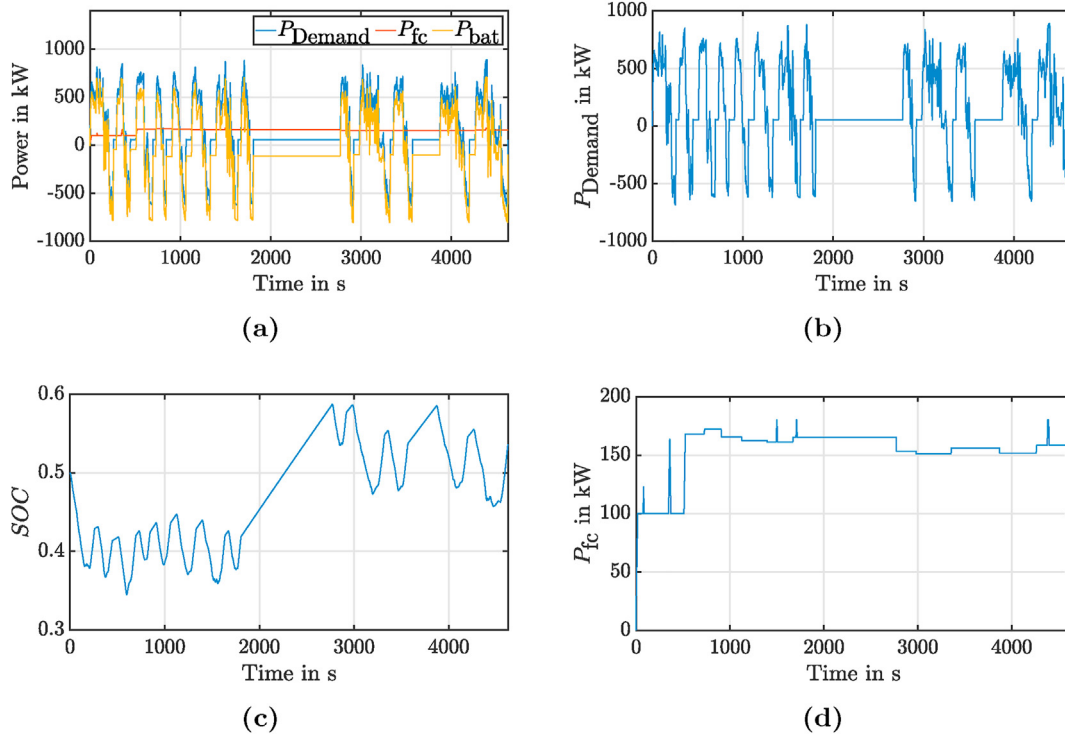 P_Demand P_fc P_bat
1000
500
0
-500
-1000
Power in kW
0 1000 2000 3000 4000
Time in s
(a)
1000
500
0
-500
-1000
P_Demand in kW
0 1000 2000 3000 4000
Time in s
(b)
0.6
0.5
0.4
0.3
SOC
0 1000 2000 3000 4000
Time in s
(c)
200
150
100
50
0
P_fc in kW
0 1000 2000 3000 4000
Time in s
(d)